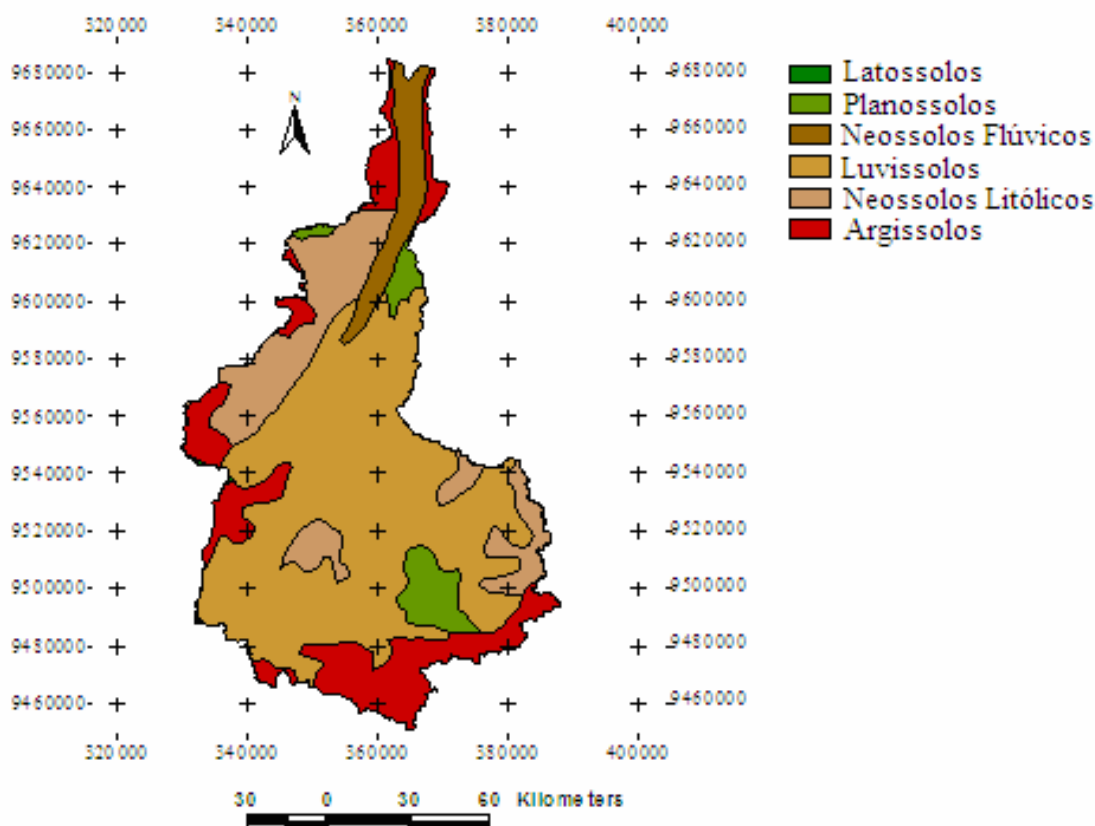 320000 340000 360000 380000 400000
9680000 9680000
9660000 9660000
9640000 9640000
9620000 9620000
9600000 9600000
9580000 9580000
9560000 9560000
9540000 9540000
9520000 9520000
9500000 9500000
9480000 9480000
9460000 9460000
320000 340000 360000 380000 400000
N
Latossolos
Planossolos
Neossolos Flúvicos
Luvissolos
Neossolos Litólicos
Argissolos
30 0 30 60 Kilometers